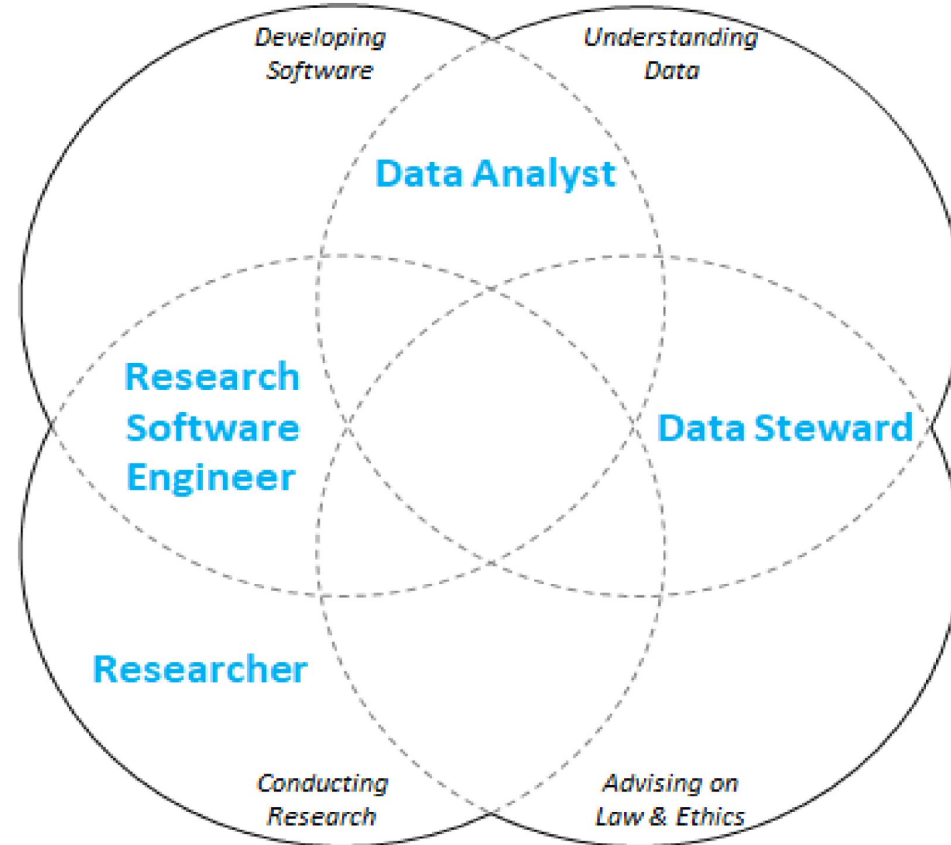 Developing
Software
Understanding
Data
Data Analyst
Research
Software
Engineer
Data Steward
Researcher
Conducting
Research
Advising on
Law & Ethics